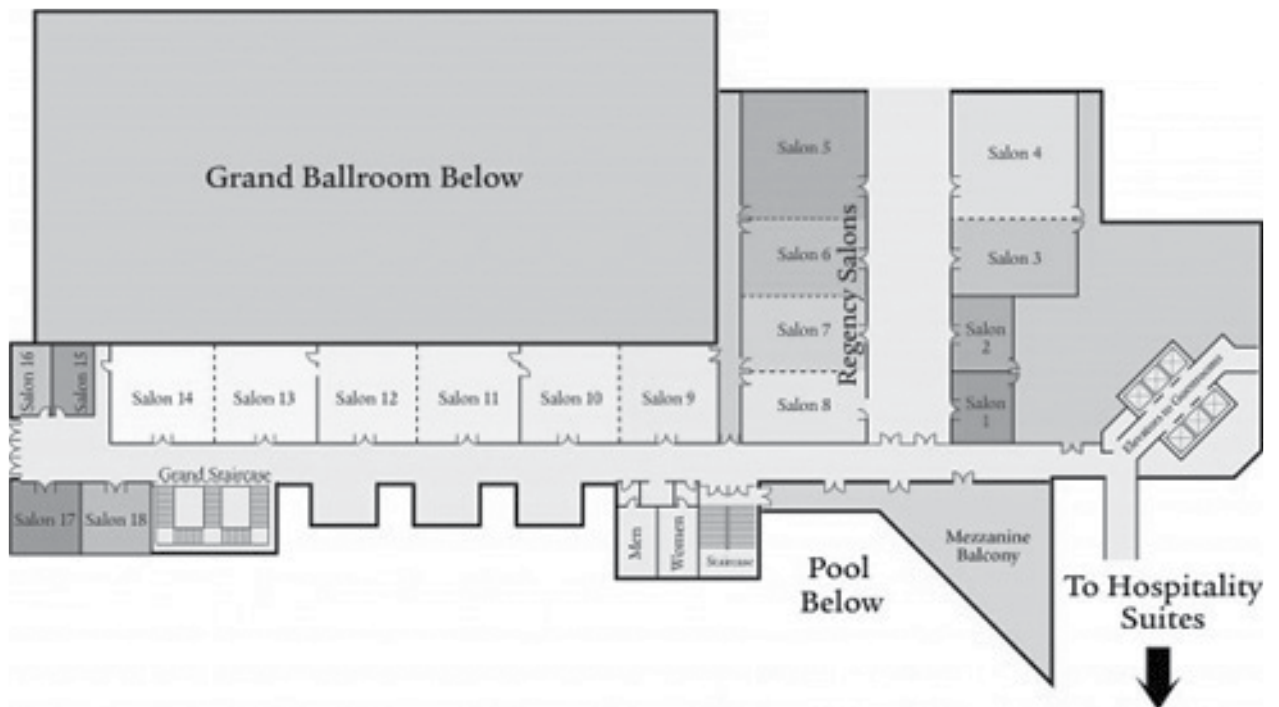 Grand Ballroom Below
Salon 5
Salon 4
Salon 6
Salon 3
Regency Salons
Salon 7
Salon
2
Salon 8
Salon
1
Salon 16
Salon 15
Salon 14
Salon 13
Salon 12
Salon 11
Salon 10
Salon 9
Elevators to Guestrooms
Grand Staircase
Salon 17
Salon 18
Men
Women
Staircase
Mezzanine
Balcony
Pool
Below
To Hospitality
Suites